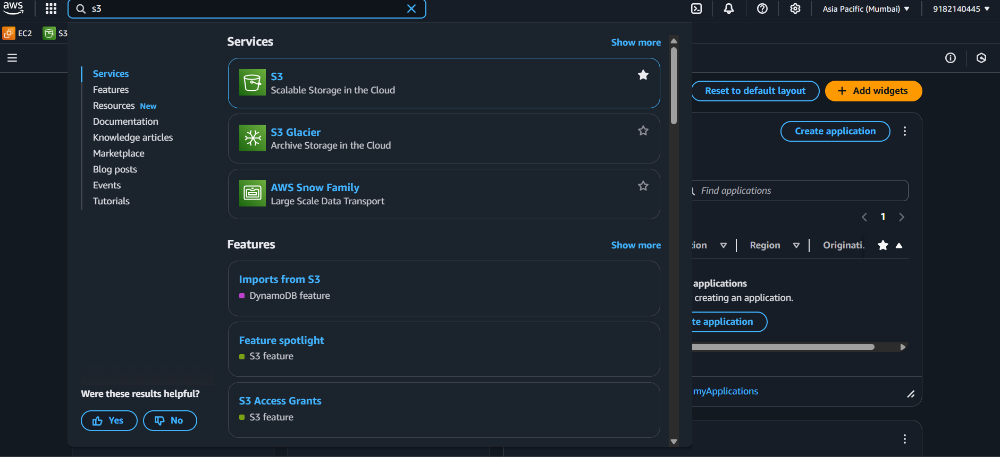 aws
s3
Asia Pacific (Mumbai)
9182140445
EC2
S3
Services
Features
Resources New
Documentation
Knowledge articles
Marketplace
Blog posts
Events
Tutorials
Were these results helpful?
Yes
No
Services
Show more
S3
Scalable Storage in the Cloud
S3 Glacier
Archive Storage in the Cloud
AWS Snow Family
Large Scale Data Transport
Features
Show more
Imports from S3
DynamoDB feature
Feature spotlight
S3 feature
S3 Access Grants
S3 feature
Reset to default layout
Add widgets
Create application
Find applications
1
tion
Region
Originati.
applications
creating an application.
te application
myApplications